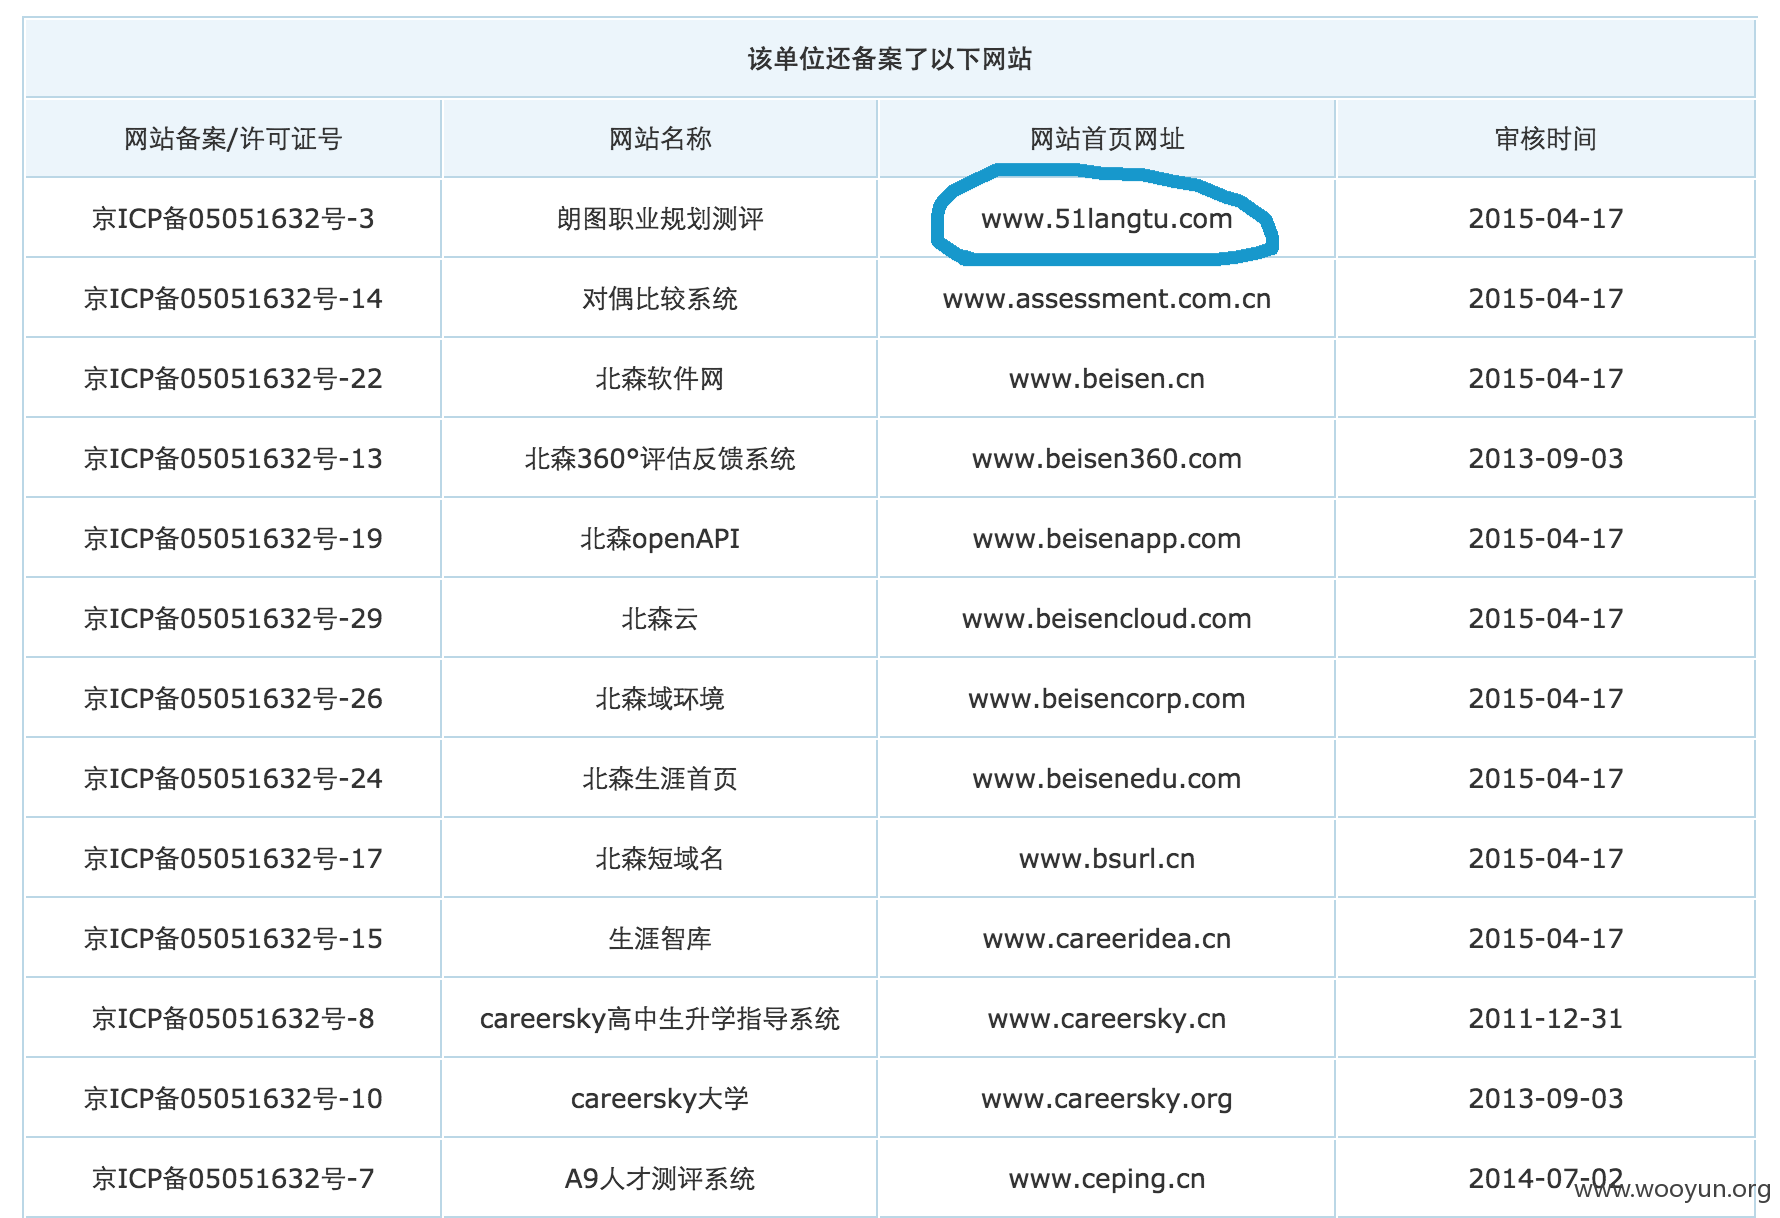 该单位还备案了以下网站
网站备案/许可证号 网站名称 网站首页网址 审核时间
京ICP备05051632号-3 朗图职业规划测评 www.51langtu.com 2015-04-17
京ICP备05051632号-14 对偶比较系统 www.assessment.com.cn 2015-04-17
京ICP备05051632号-22 北森软件网 www.beisen.cn 2015-04-17
京ICP备05051632号-13 北森360°评估反馈系统 www.beisen360.com 2013-09-03
京ICP备05051632号-19 北森openAPI www.beisenapp.com 2015-04-17
京ICP备05051632号-29 北森云 www.beisencloud.com 2015-04-17
京ICP备05051632号-26 北森域环境 www.beisencorp.com 2015-04-17
京ICP备05051632号-24 北森生涯首页 www.beisenedu.com 2015-04-17
京ICP备05051632号-17 北森短域名 www.bsurl.cn 2015-04-17
京ICP备05051632号-15 生涯智库 www.careeridea.cn 2015-04-17
京ICP备05051632号-8 careersky高中生升学指导系统 www.careersky.cn 2011-12-31
京ICP备05051632号-10 careersky大学 www.careersky.org 2013-09-03
京ICP备05051632号-7 A9人才测评系统 www.ceping.cn 2014-07-02
www.wooyun.org